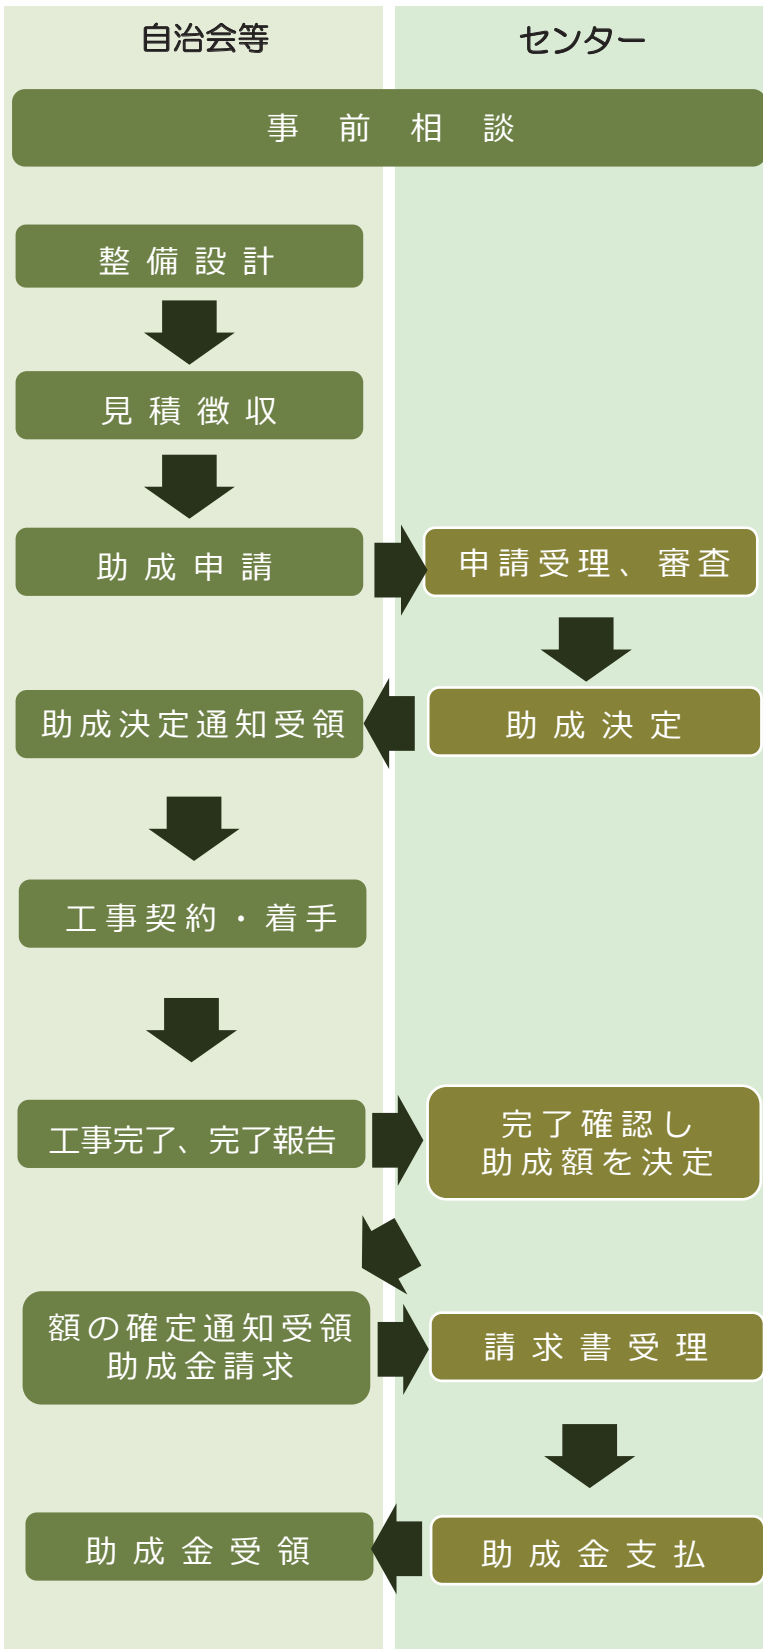 自治会等
センター
事前相談
整備設計
見積徴収
助成申請
申請受理、審査
助成決定
助成決定通知受領
工事契約・着手
工事完了、完了報告
完了確認し
助成額を決定
額の確定通知受領
助成金請求
請求書受理
助成金支払
助成金受領